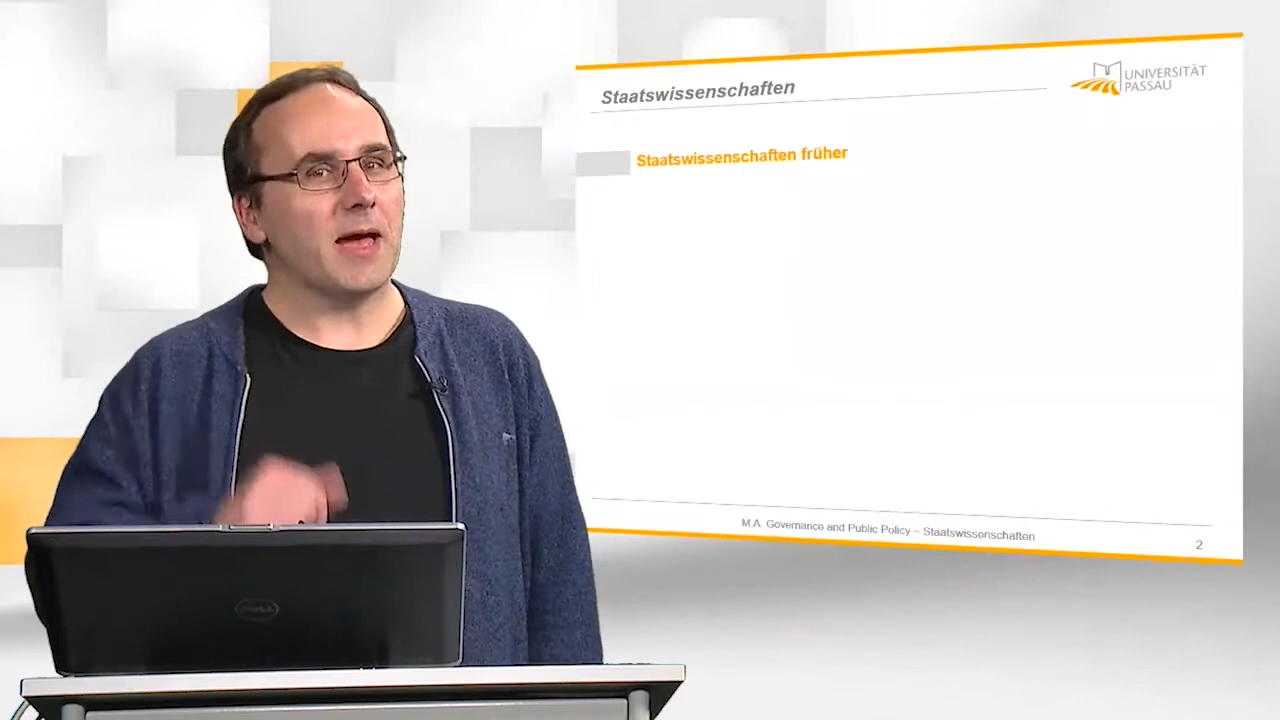 Staatswissenschaften
UNIVERSITÄT
PASSAU
Staatswissenschaften früher
M.A. Governance and Public Policy – Staatswissenschaften
2
DELL